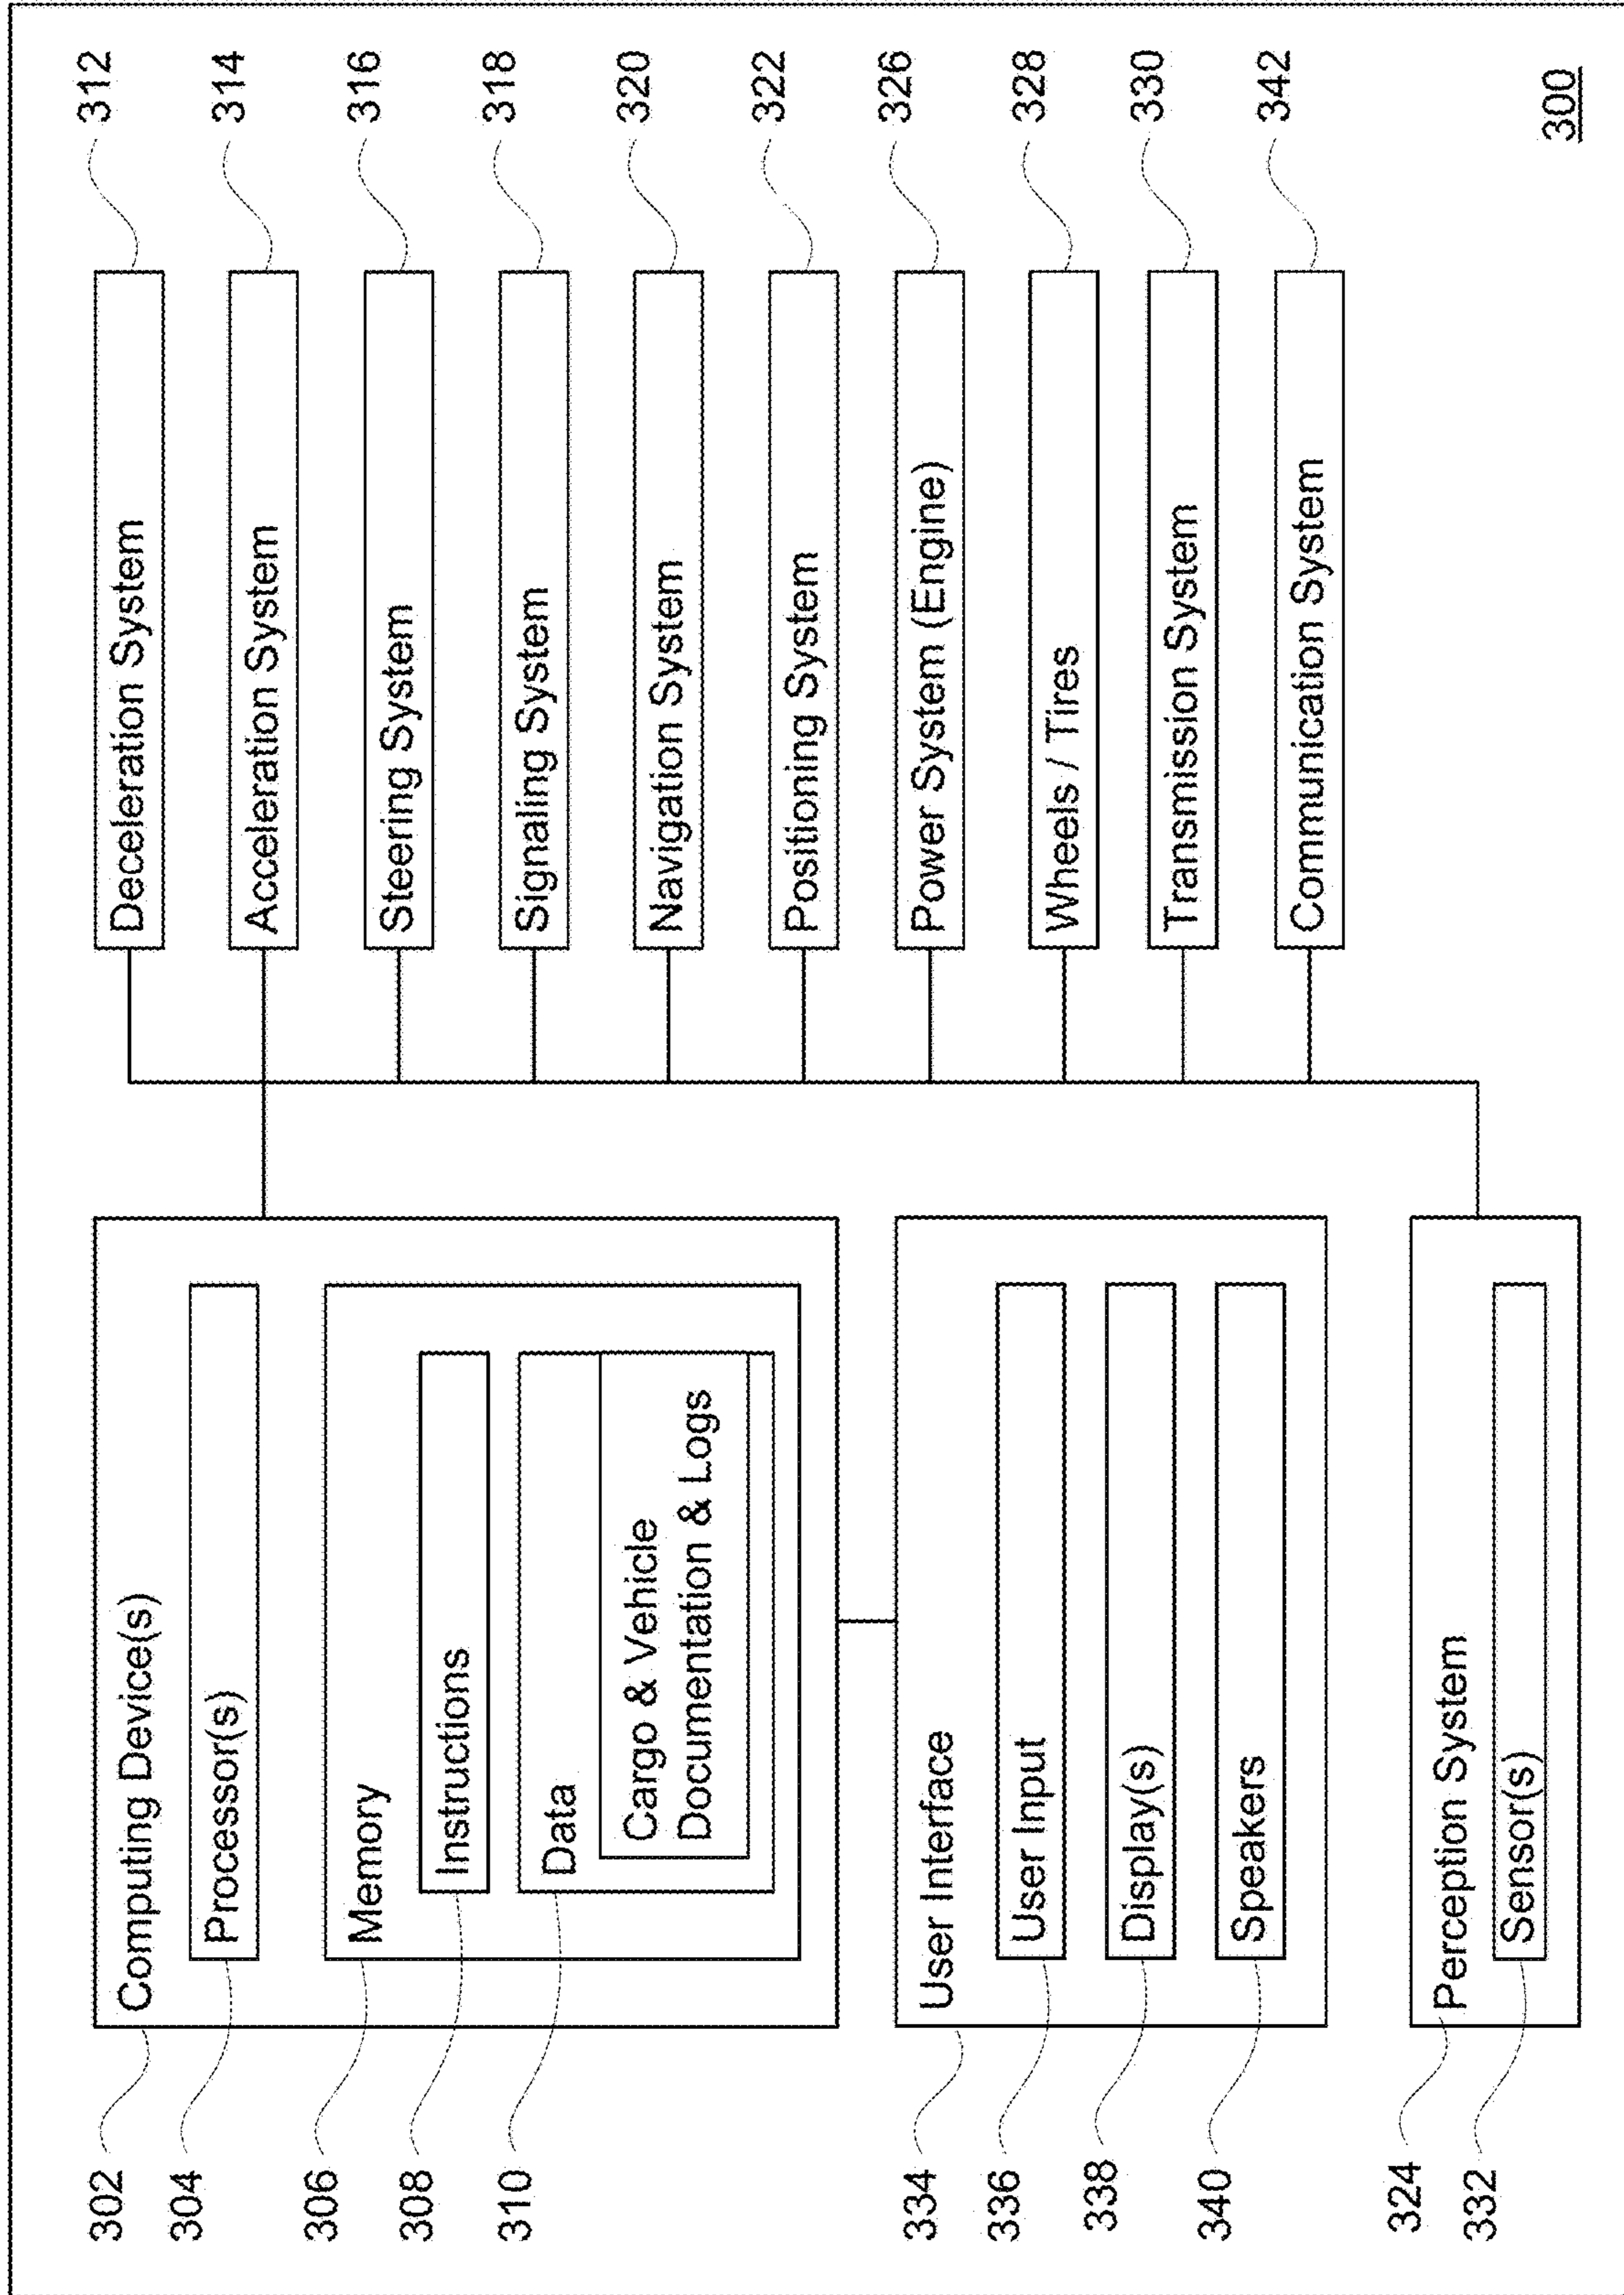 302
Computing Device(s)
304
Processor(s)
306
Memory
308
Instructions
310
Data
Cargo & Vehicle
Documentation & Logs
334
User Interface
336
User Input
338
Display(s)
340
Speakers
324
Perception System
332
Sensor(s)
Deceleration System
312
Acceleration System
314
Steering System
316
Signaling System
318
Navigation System
320
Positioning System
322
Power System (Engine)
326
Wheels / Tires
328
Transmission System
330
Communication System
342
300